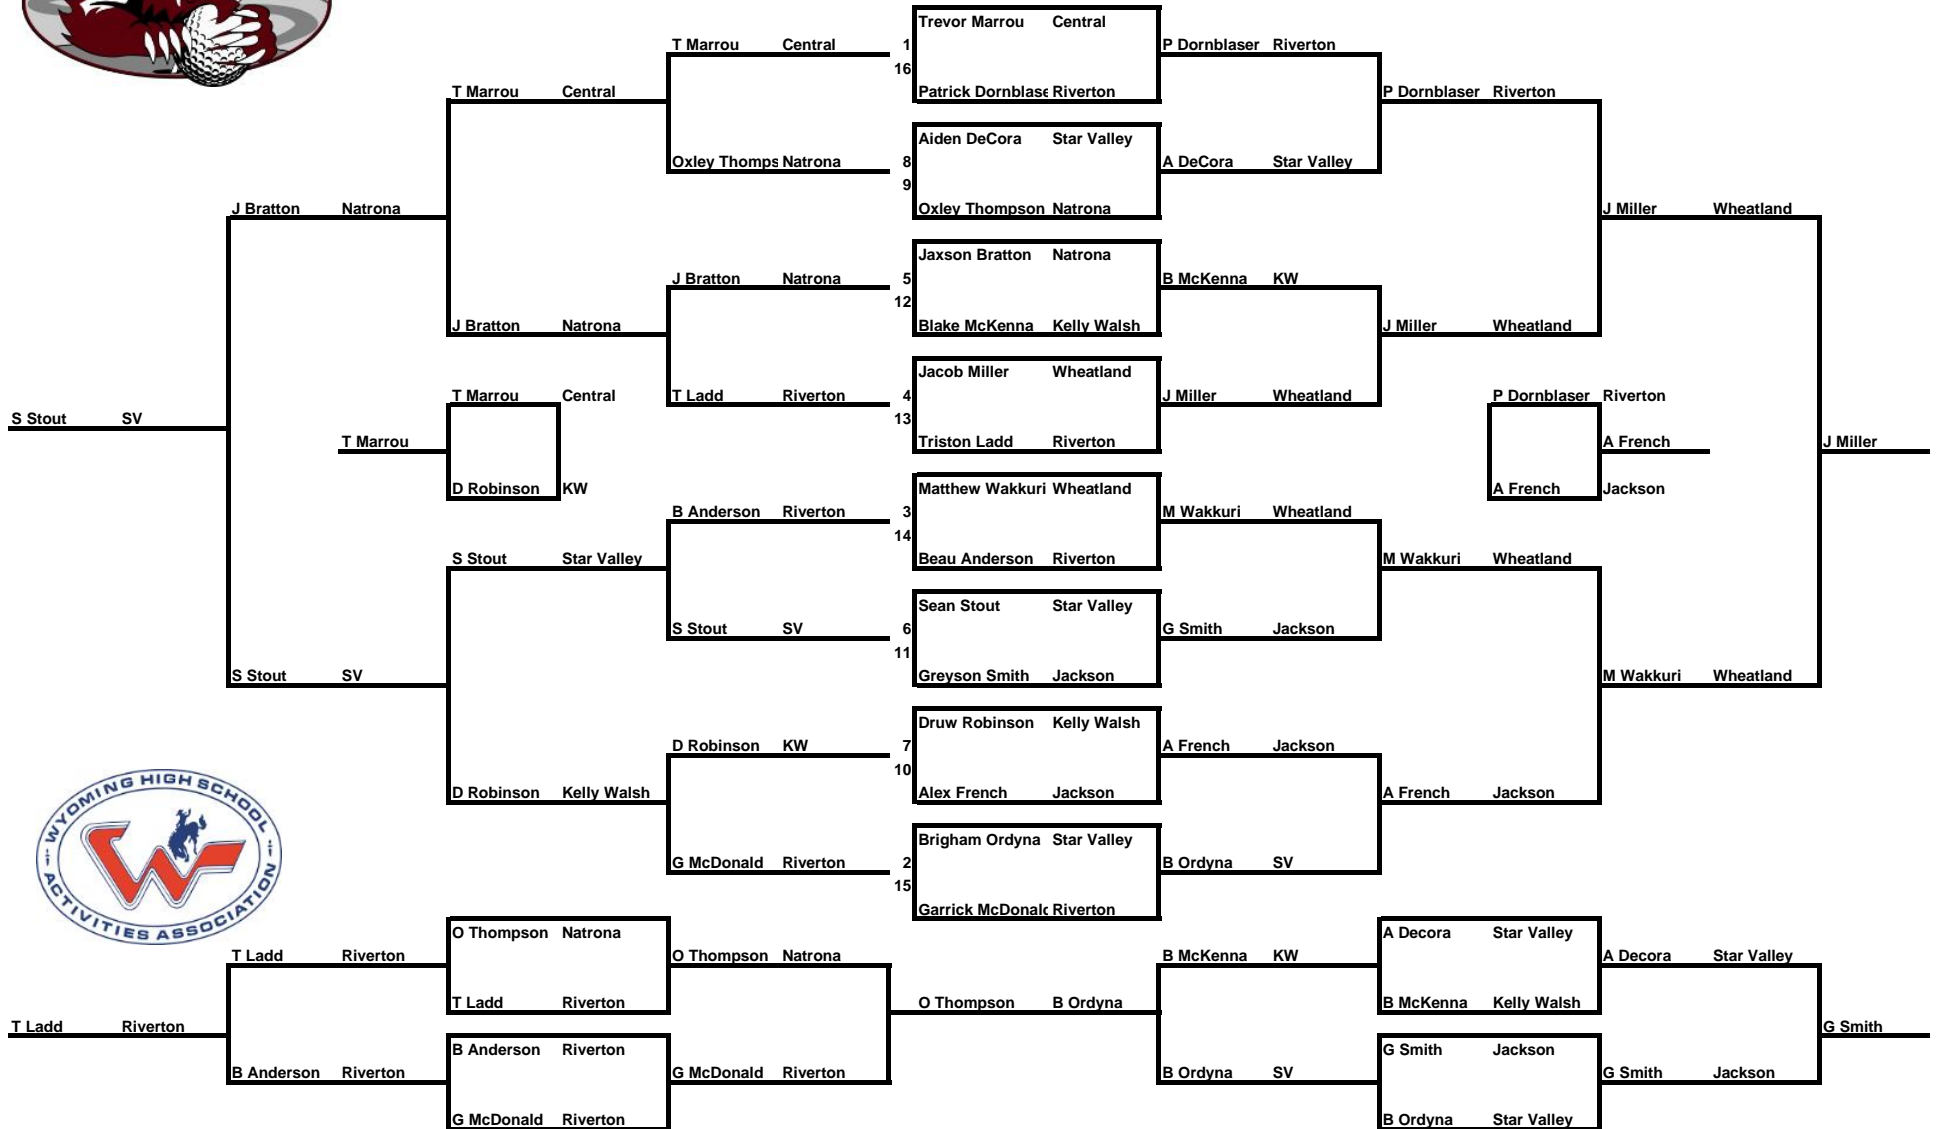 Trevor Marrou Central
T Marrou Central 1 P Dornblaser Riverton
16
T Marrou Central Patrick Dornblase Riverton P Dornblaser Riverton
Aiden DeCora Star Valley
Oxley Thomps Natrona 8 A DeCora Star Valley
9
J Bratton Natrona Oxley Thompson Natrona J Miller Wheatland
Jaxson Bratton Natrona
J Bratton Natrona 5 B McKenna KW
12
J Bratton Natrona Blake McKenna Kelly Walsh J Miller Wheatland
Jacob Miller Wheatland
T Marrou Central T Ladd Riverton 4 J Miller Wheatland P Dornblaser Riverton
S Stout SV 13
T Marrou Triston Ladd Riverton A French J Miller
D Robinson KW Matthew Wakkuri Wheatland A French Jackson
B Anderson Riverton 3 M Wakkuri Wheatland
14
S Stout Star Valley Beau Anderson Riverton M Wakkuri Wheatland
Sean Stout Star Valley
S Stout SV 6 G Smith Jackson
11
S Stout SV Greyson Smith Jackson M Wakkuri Wheatland
Druw Robinson Kelly Walsh
D Robinson KW 7 A French Jackson
10
D Robinson Kelly Walsh Alex French Jackson A French Jackson
Brigham Ordyna Star Valley
G McDonald Riverton 2 B Ordyna SV
15
Garrick McDonald Riverton
WYOMING HIGH SCHOOL
ACTIVITIES ASSOCIATION
O Thompson Natrona A Decora Star Valley
T Ladd Riverton O Thompson Natrona B McKenna KW A Decora Star Valley
T Ladd Riverton O Thompson B Ordyna B McKenna Kelly Walsh
T Ladd Riverton G Smith
B Anderson Riverton G Smith Jackson
B Anderson Riverton G McDonald Riverton B Ordyna SV G Smith Jackson
G McDonald Riverton B Ordyna Star Valley